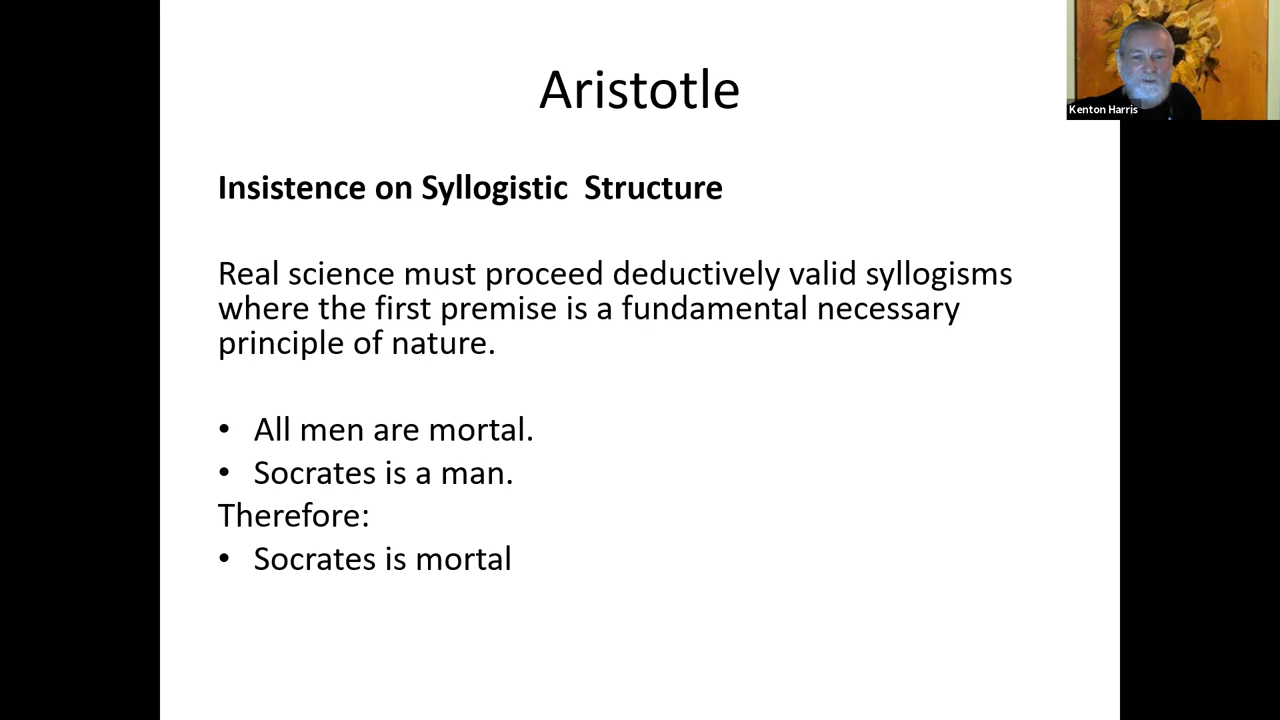 Aristotle
Kenton Harris
Insistence on Syllogistic  Structure
Real science must proceed deductively valid syllogisms
where the first premise is a fundamental necessary
principle of nature.
• All men are mortal.
• Socrates is a man.
Therefore:
• Socrates is mortal